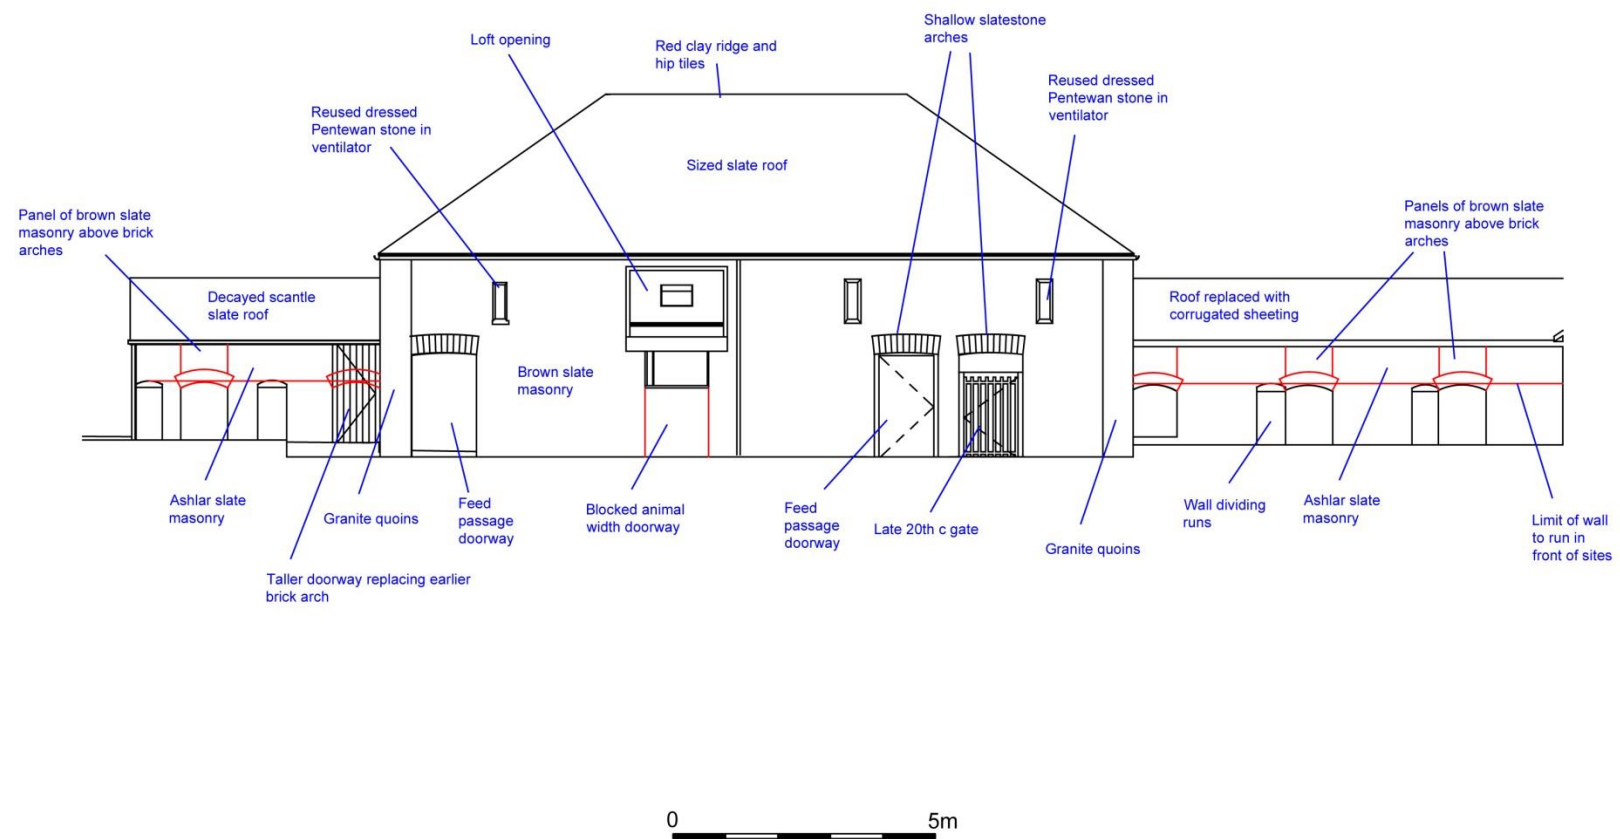 Shallow slatestone
arches
Loft opening
Red clay ridge and
hip tiles
Reused dressed
Pentewan stone in
ventilator
Reused dressed
Pentewan stone in
ventilator
Sized slate roof
Panel of brown slate
masonry above brick
arches
Panels of brown slate
masonry above brick
arches
Decayed scantle
slate roof
Roof replaced with
corrugated sheeting
Brown slate
masonry
Ashlar slate
masonry
Granite quoins
Feed
passage
doorway
Blocked animal
width doorway
Feed
passage
doorway
Late 20th c gate
Granite quoins
Wall dividing
runs
Ashlar slate
masonry
Limit of wall
to run in
front of sites
Taller doorway replacing earlier
brick arch
0 5m